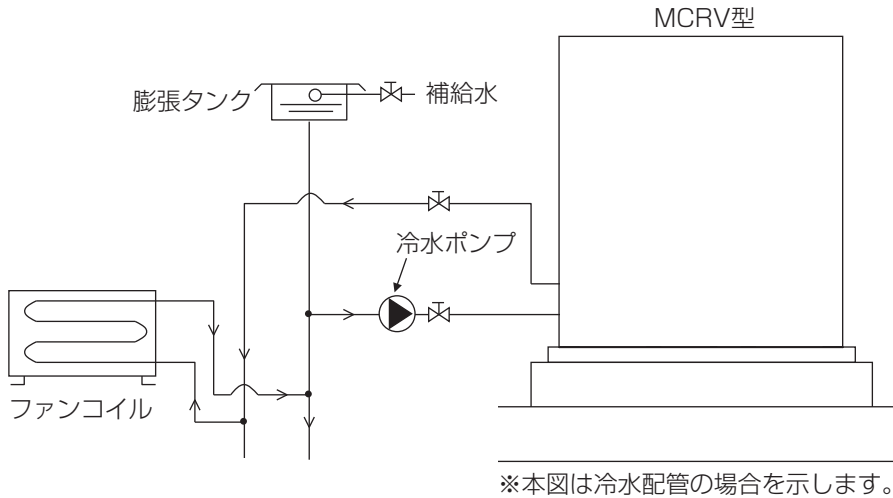 MCRV型
膨張タンク
補給水
冷水ポンプ
ファンコイル
※本図は冷水配管の場合を示します。